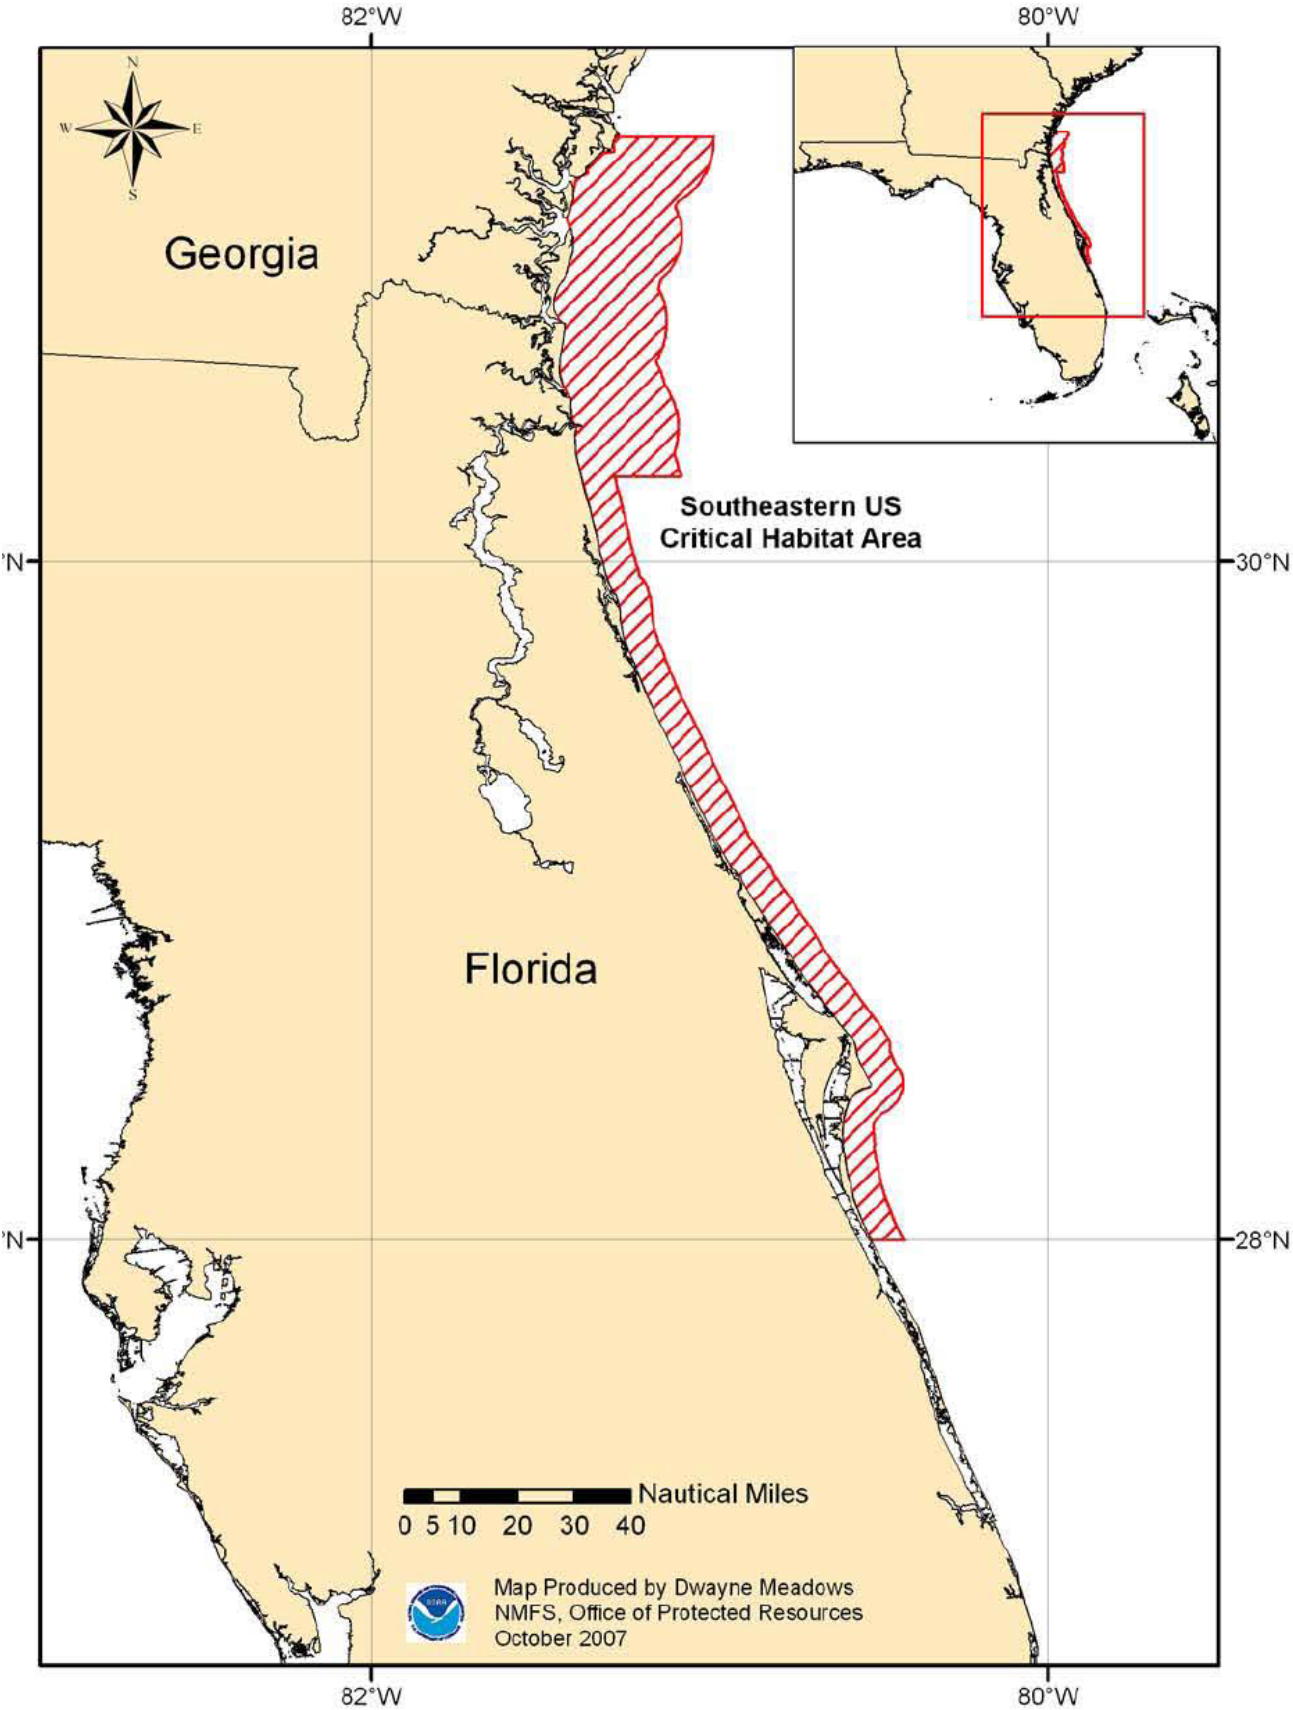 82°W
80°W
N
W
E
S
Georgia
Southeastern US
Critical Habitat Area
°N
30°N
Florida
°N
28°N
Nautical Miles
0 5 10 20 30 40
NOAA
Map Produced by Dwayne Meadows
NMFS, Office of Protected Resources
October 2007
82°W
80°W